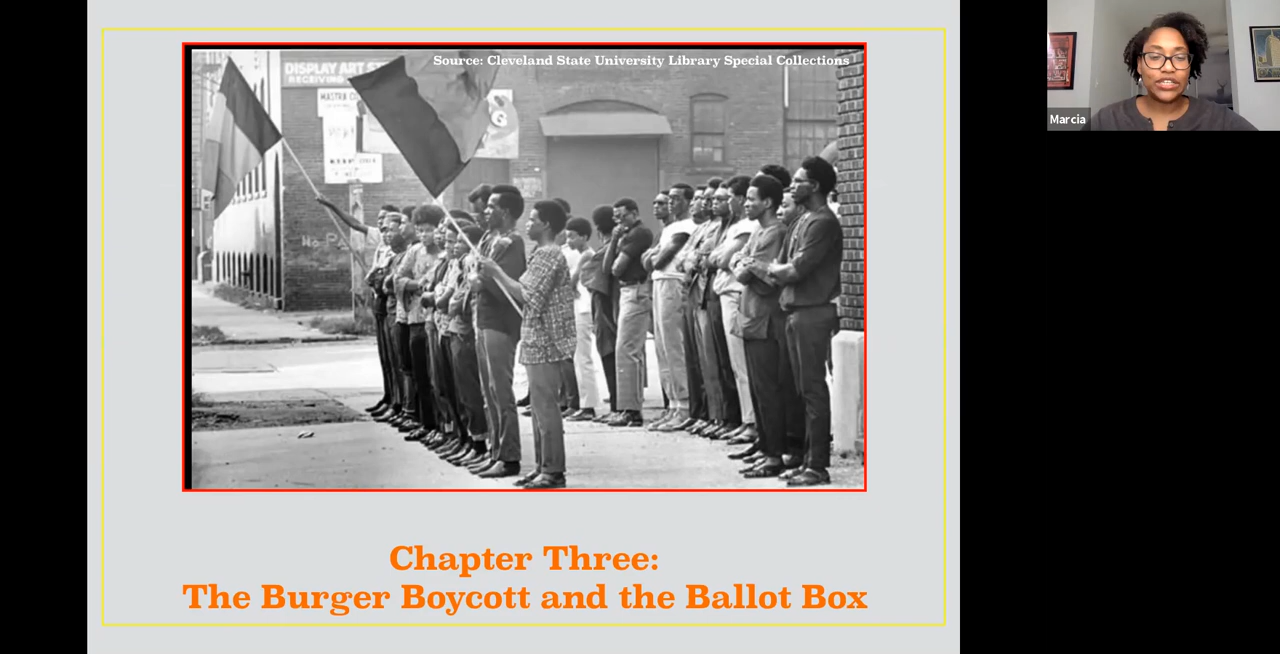 Source: Cleveland State University Library Special Collections
DISPLAY ART
RECEIVING
Marcia
Chapter Three:
The Burger Boycott and the Ballot Box